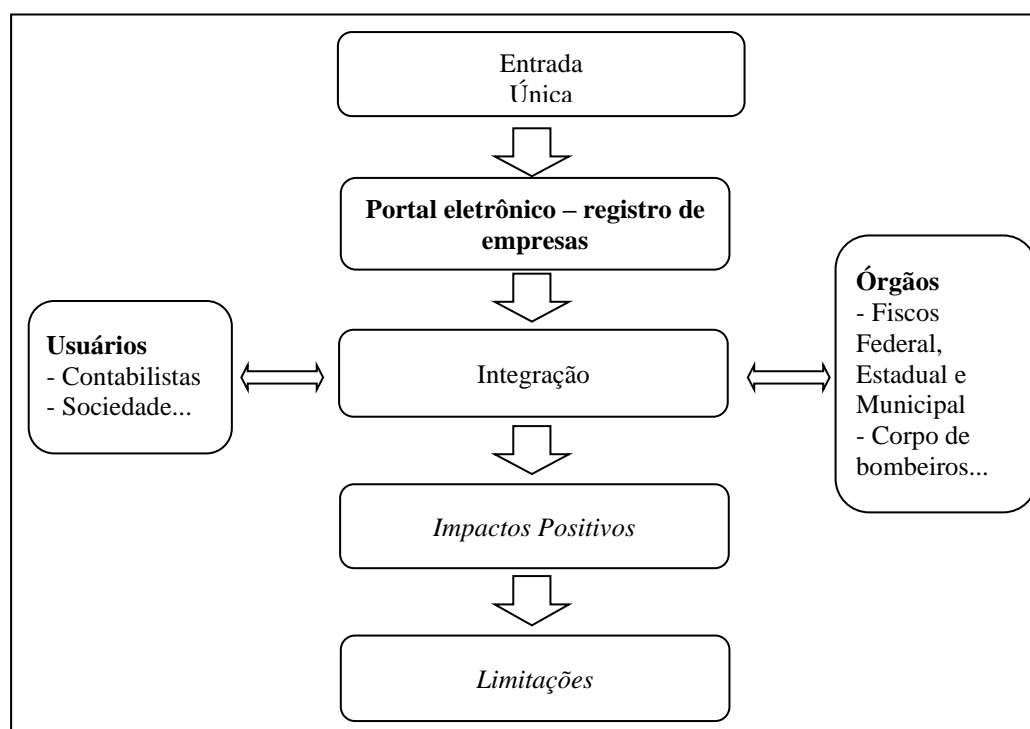 Entrada
Única
Portal eletrônico – registro de
empresas
Usuários
- Contabilistas
- Sociedade...
Integração
Órgãos
- Fiscos
Federal,
Estadual e
Municipal
- Corpo de
bombeiros...
Impactos Positivos
Limitações